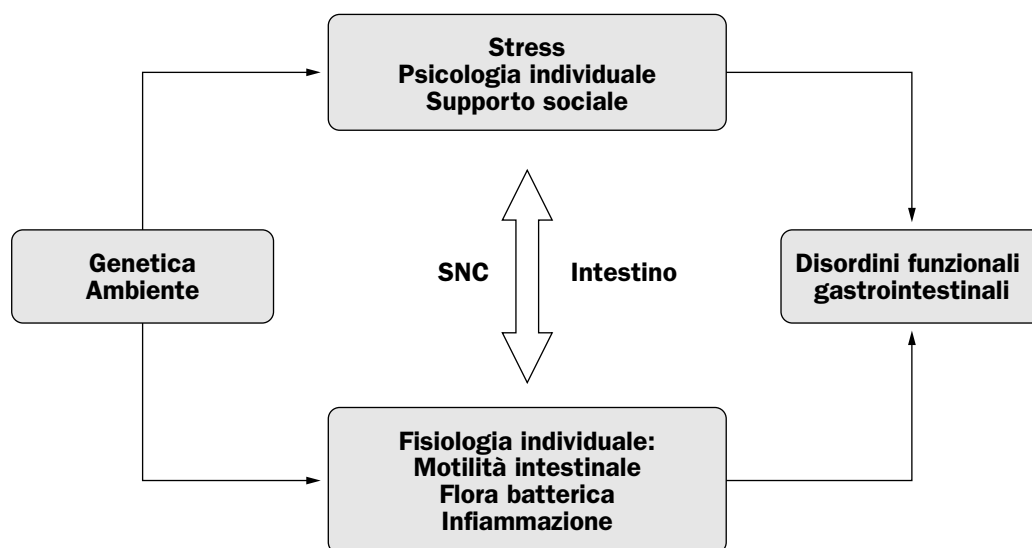 Stress
Psicologia individuale
Supporto sociale
Genetica
Ambiente
SNC
Intestino
Disordini funzionali
gastrointestinali
Fisiologia individuale:
Motilità intestinale
Flora batterica
Infiammazione